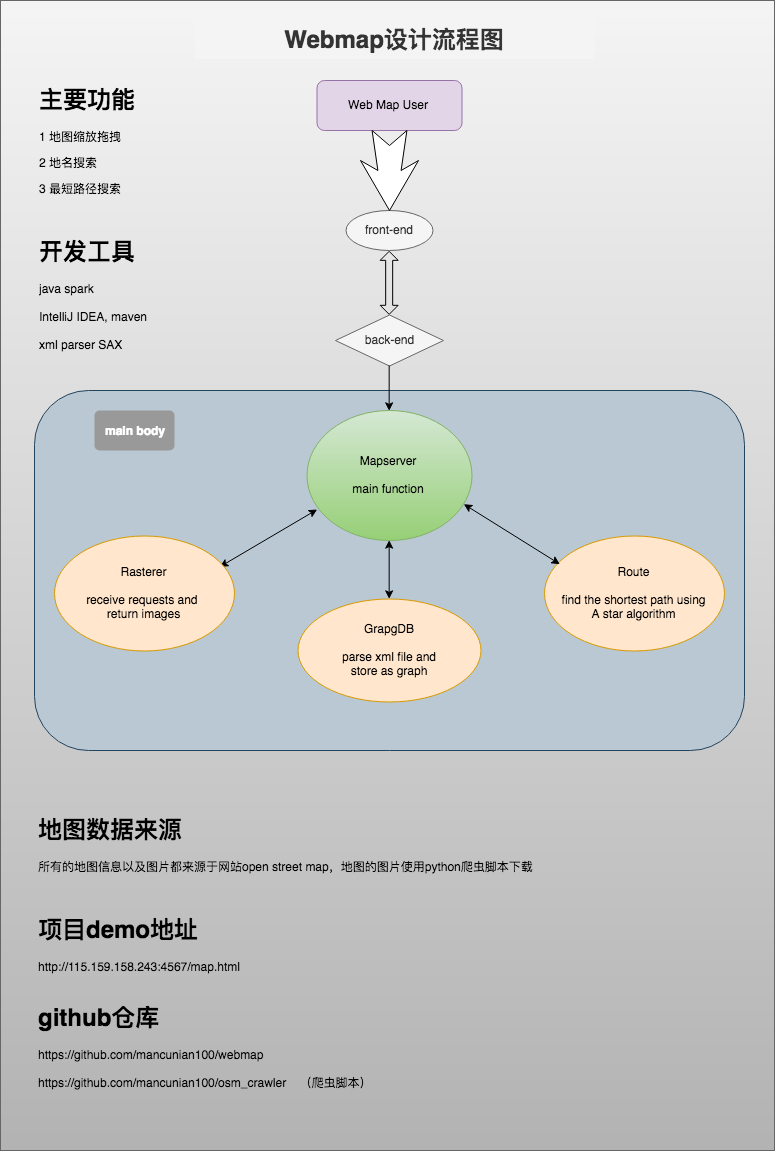 Webmap设计流程图
主要功能
1 地图缩放拖拽
2 地名搜索
3 最短路径搜索
开发工具
java spark
IntelliJ IDEA, maven
xml parser SAX
Web Map User
front-end
back-end
main body
Mapserver
main function
Rasterer
receive requests and
return images
GrapgDB
parse xml file and
store as graph
Route
find the shortest path using
A star algorithm
地图数据来源
所有的地图信息以及图片都来源于网站open street map，地图的图片使用python爬虫脚本下载
项目demo地址
http://115.159.158.243:4567/map.html
github仓库
https://github.com/mancunian100/webmap
https://github.com/mancunian100/osm_crawler （爬虫脚本）